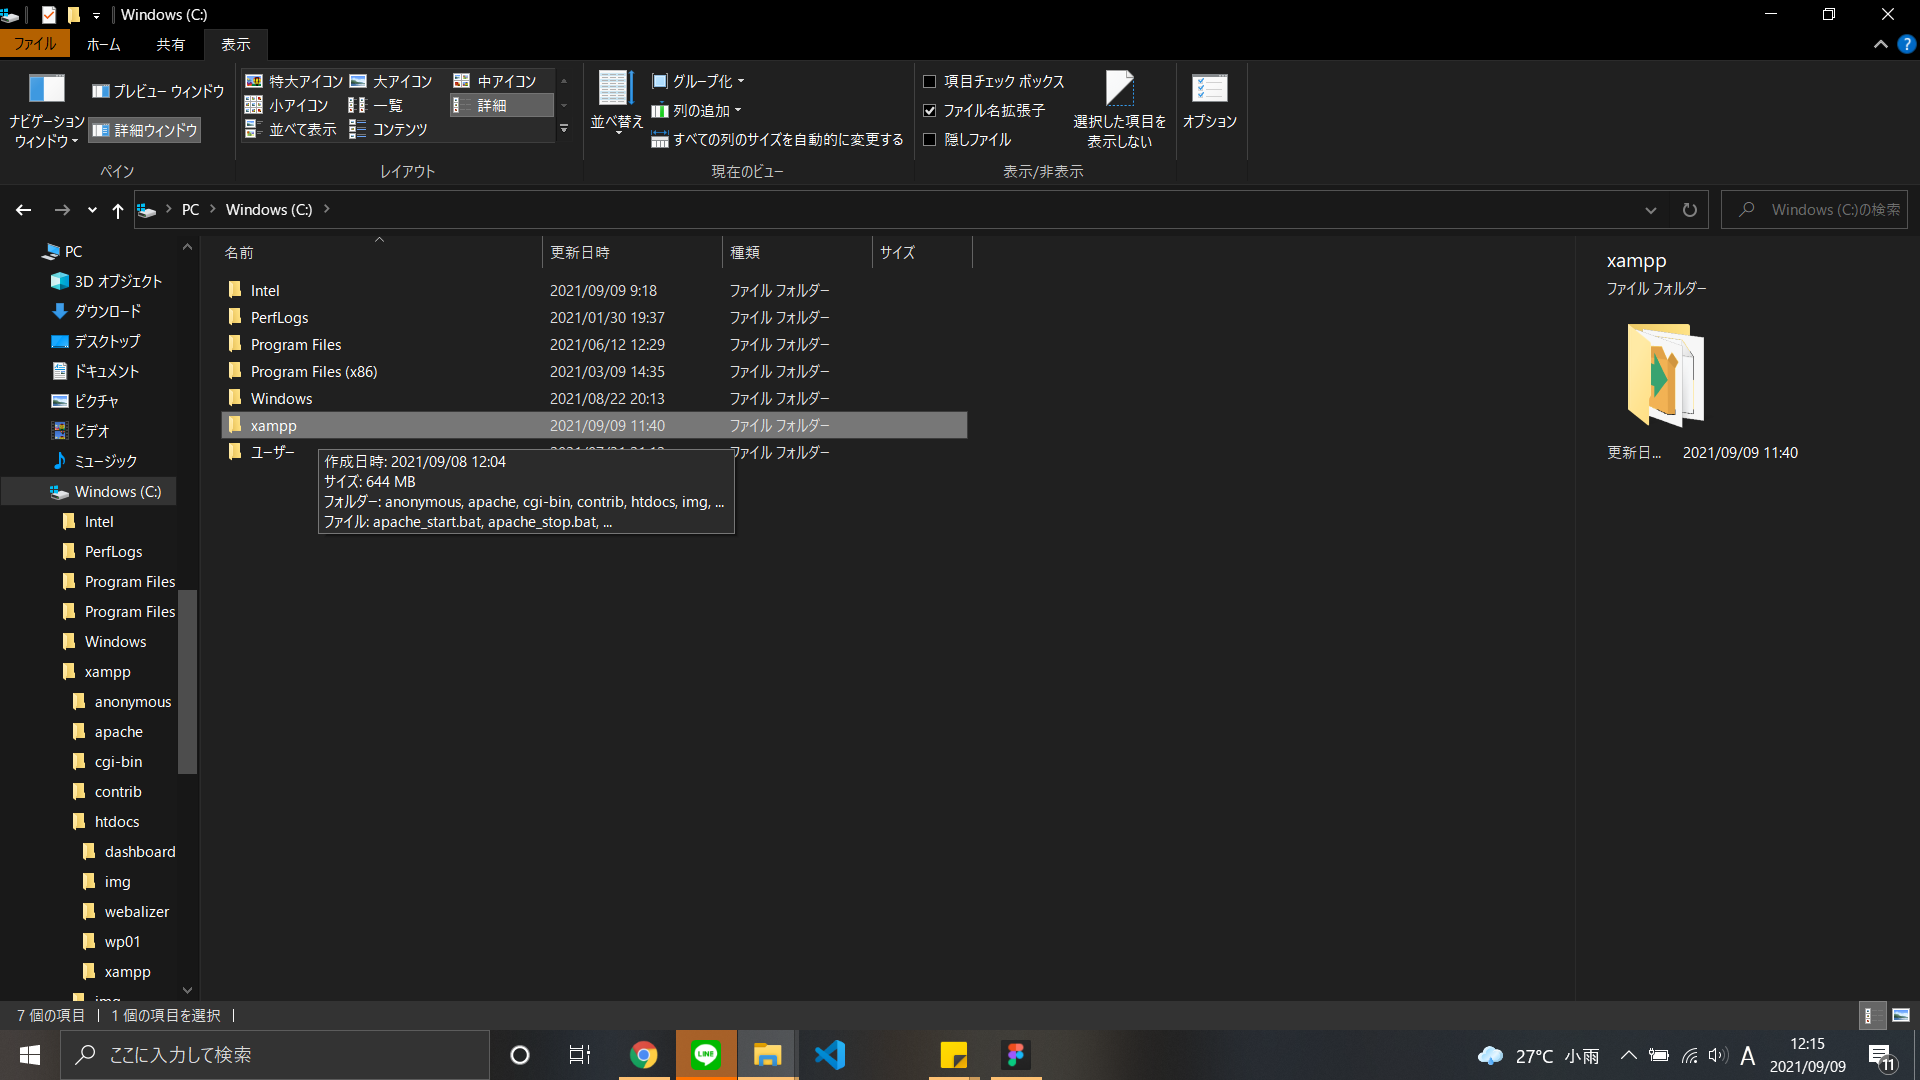 Windows (C:)
ファイル
ホーム
共有
表示
ナビゲーション
ウィンドウ
プレビュー ウィンドウ
詳細ウィンドウ
ペイン
特大アイコン
大アイコン
中アイコン
小アイコン
一覧
詳細
並べて表示
コンテンツ
レイアウト
並べ替え
グループ化
列の追加
すべての列のサイズを自動的に変更する
現在のビュー
項目チェック ボックス
ファイル名拡張子
隠しファイル
選択した項目を
表示しない
表示/非表示
オプション
PC
Windows (C:)
Windows (C:)の検索
PC
3D オブジェクト
ダウンロード
デスクトップ
ドキュメント
ピクチャ
ビデオ
ミュージック
Windows (C:)
Intel
PerfLogs
Program Files
Program Files
Windows
xampp
anonymous
apache
cgi-bin
contrib
htdocs
dashboard
img
webalizer
wp01
xampp
名前 更新日時 種類 サイズ
Intel 2021/09/09 9:18 ファイル フォルダー
PerfLogs 2021/01/30 19:37 ファイル フォルダー
Program Files 2021/06/12 12:29 ファイル フォルダー
Program Files (x86) 2021/03/09 14:35 ファイル フォルダー
Windows 2021/08/22 20:13 ファイル フォルダー
xampp 2021/09/09 11:40 ファイル フォルダー
ユーザー ファイル フォルダー
作成日時: 2021/09/08 12:04
サイズ: 644 MB
フォルダー: anonymous, apache, cgi-bin, contrib, htdocs, img, ...
ファイル: apache_start.bat, apache_stop.bat, ...
xampp
ファイル フォルダー
更新日... 2021/09/09 11:40
7 個の項目 1 個の項目を選択
ここに入力して検索
LINE
27°C 小雨
A
12:15
2021/09/09
11